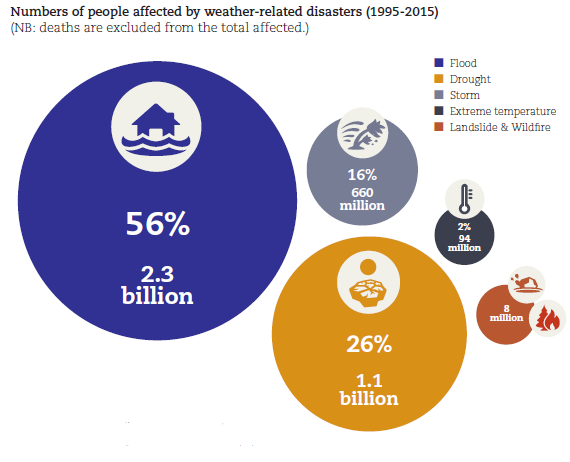 Numbers of people affected by weather-related disasters (1995-2015)
(NB: deaths are excluded from the total affected.)
Flood
Drought
Storm
Extreme temperature
Landslide & Wildfire
56%
2.3
billion
16%
660
million
2%
94
million
8
million
26%
1.1
billion